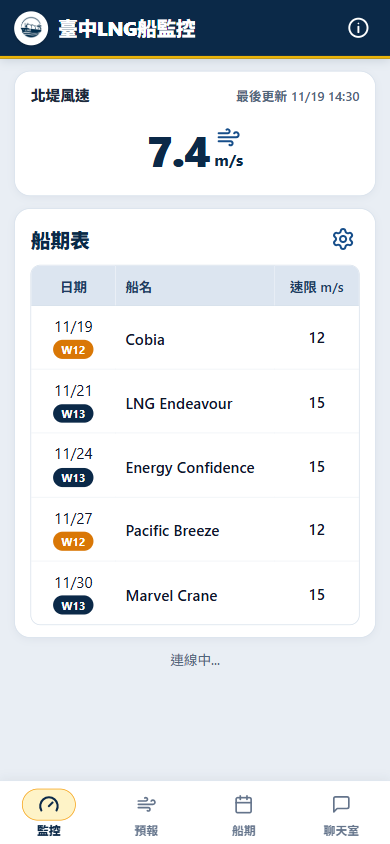 臺中LNG船監控
北堤風速 最後更新 11/19 14:30
7.4 m/s
船期表
日期 船名 速限 m/s
11/19
W12 Cobia 12
11/21
W13 LNG Endeavour 15
11/24
W13 Energy Confidence 15
11/27
W12 Pacific Breeze 12
11/30
W13 Marvel Crane 15
連線中...
監控 預報 船期 聊天室